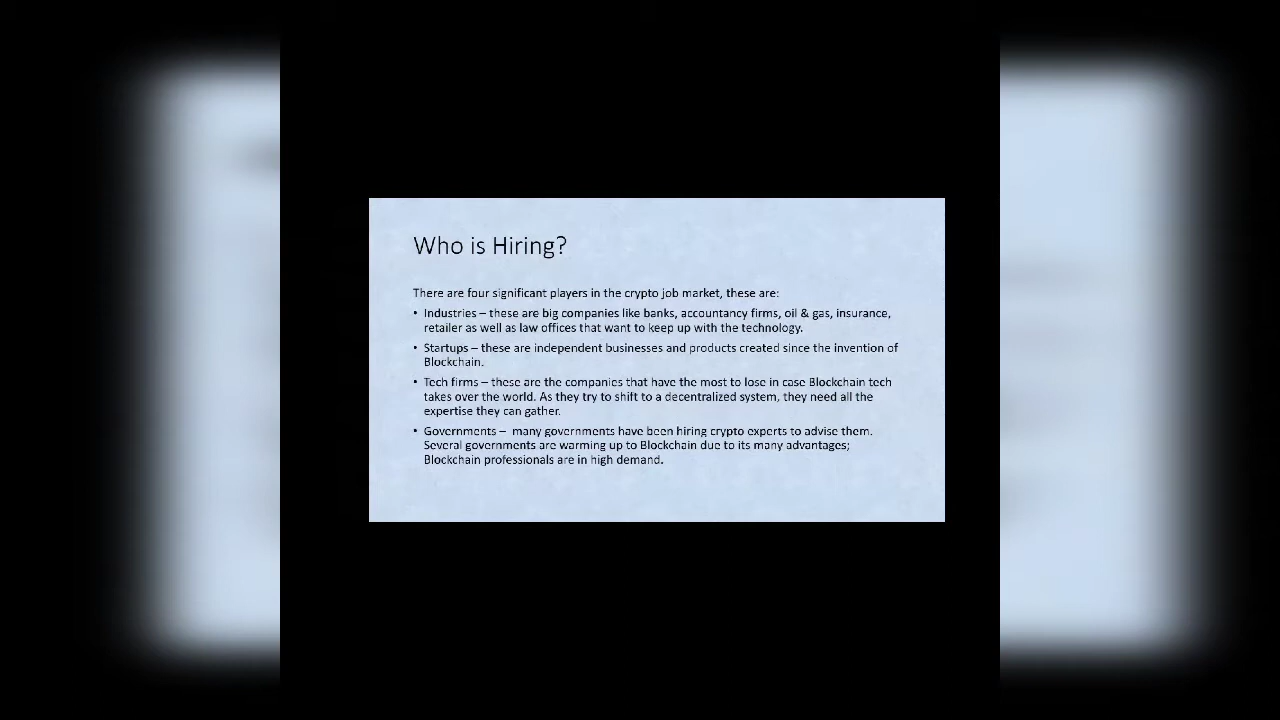 Who is Hiring?
There are four significant players in the crypto job market, these are:
• Industries – these are big companies like banks, accountancy firms, oil & gas, insurance,
retailer as well as law offices that want to keep up with the technology.
• Startups – these are independent businesses and products created since the invention of
Blockchain.
• Tech firms – these are the companies that have the most to lose in case Blockchain tech
takes over the world. As they try to shift to a decentralized system, they need all the
expertise they can gather.
• Governments – many governments have been hiring crypto experts to advise them.
Several governments are warming up to Blockchain due to its many advantages;
Blockchain professionals are in high demand.